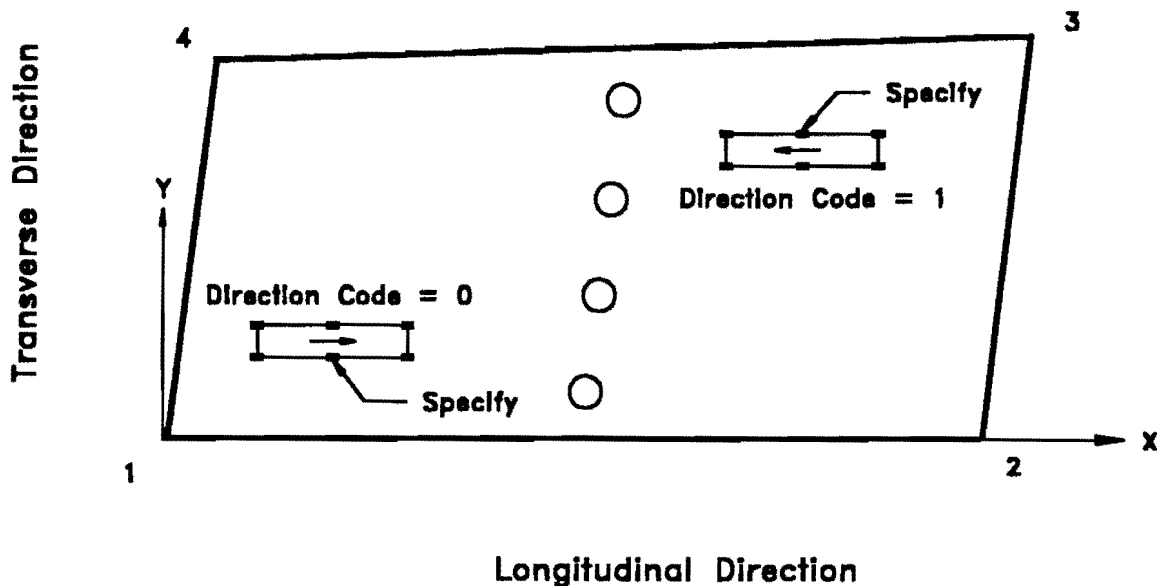 4
3
Specify
Direction Code = 1
Transverse Direction
Y
Direction Code = 0
Specify
X
1
2
Longitudinal Direction